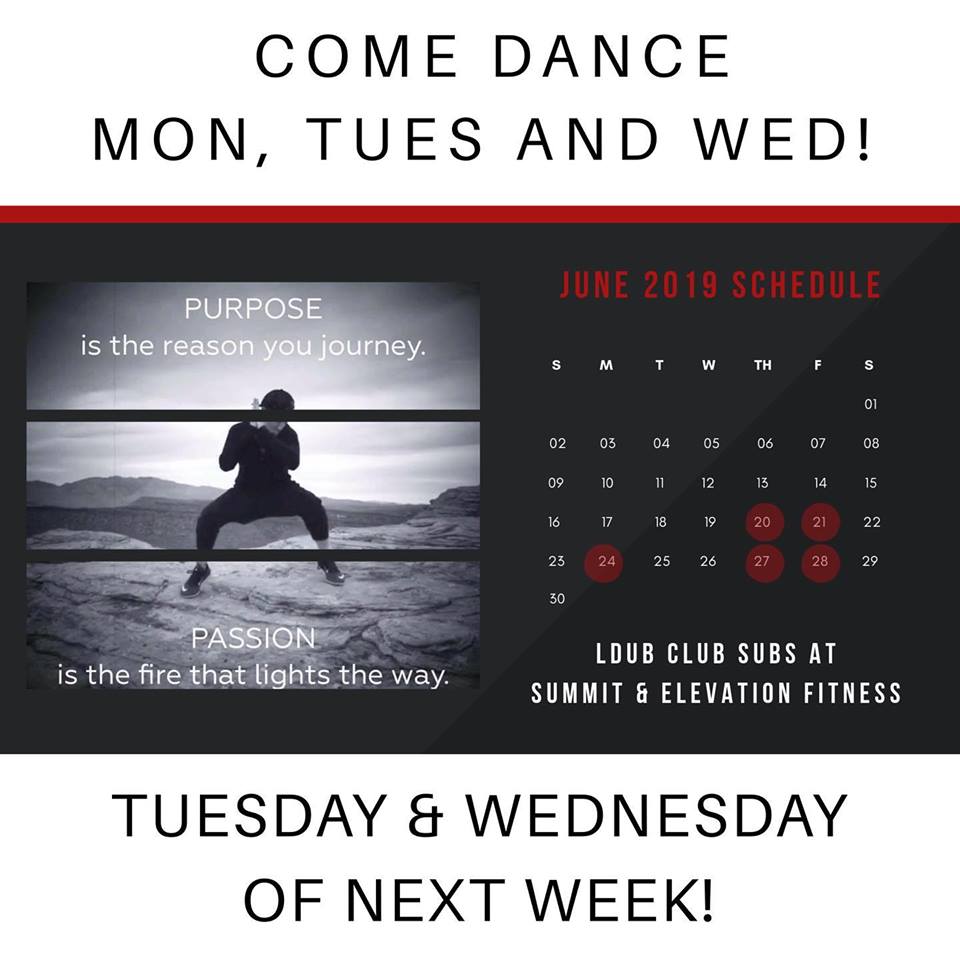 COME DANCE
MON, TUES AND WED!
PURPOSE
is the reason you journey.
PASSION
is the fire that lights the way.
JUNE 2019 SCHEDULE
S M T W TH F S
01
02 03 04 05 06 07 08
09 10 11 12 13 14 15
16 17 18 19 20 21 22
23 24 25 26 27 28 29
30
LDUB CLUB SUBS AT
SUMMIT & ELEVATION FITNESS
TUESDAY & WEDNESDAY
OF NEXT WEEK!